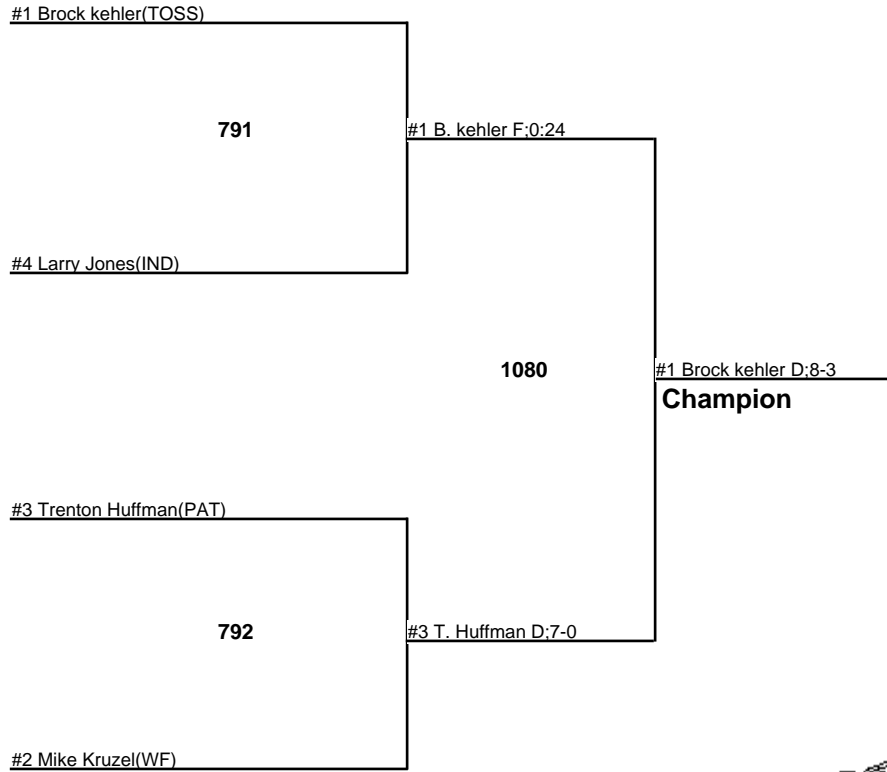 #1 Brock kehler(TOSS)
791
#1 B. kehler F;0:24
#4 Larry Jones(IND)
1080
#1 Brock kehler D;8-3
Champion
#3 Trenton Huffman(PAT)
792
#3 T. Huffman D;7-0
#2 Mike Kruzel(WF)